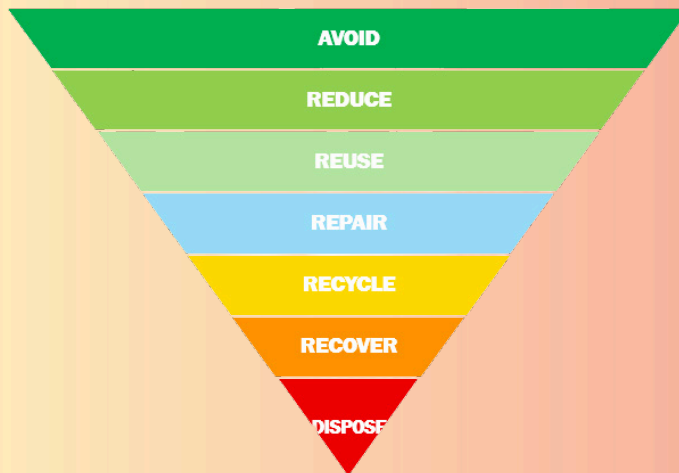 AVOID
REDUCE
REUSE
REPAIR
RECYCLE
RECOVER
DISPOSE